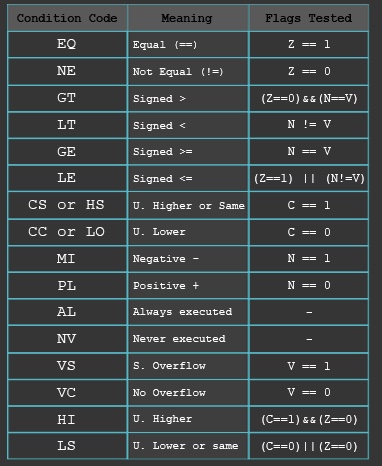 Condition Code Meaning Flags Tested
EQ Equal (==) Z == 1
NE Not Equal (!=) Z == 0
GT Signed > (Z==0)&&(N==V)
LT Signed < N != V
GE Signed >= N == V
LE Signed <= (Z==1) || (N!=V)
CS or HS U. Higher or Same C == 1
CC or LO U. Lower C == 0
MI Negative - N == 1
PL Positive + N == 0
AL Always executed -
NV Never executed -
VS S. Overflow V == 1
VC No Overflow V == 0
HI U. Higher (C==1)&&(Z==0)
LS U. Lower or same (C==0)||(Z==0)